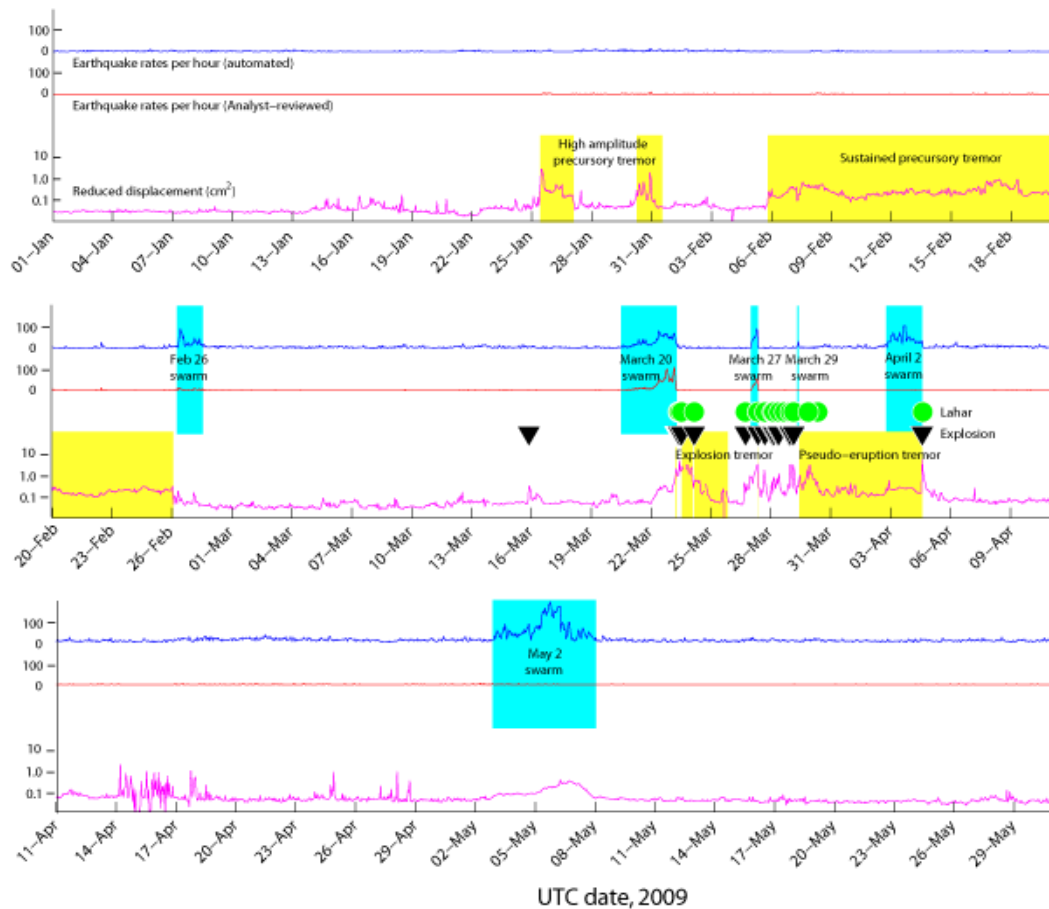 100
0
Earthquake rates per hour (automated)
100
0
Earthquake rates per hour (Analyst−reviewed)
High amplitude
precursory tremor
Sustained precursory tremor
10
1.0
0.1
Reduced displacement (cm²)
01−Jan 04−Jan 07−Jan 10−Jan 13−Jan 16−Jan 19−Jan 22−Jan 25−Jan 28−Jan 31−Jan 03−Feb 06−Feb 09−Feb 12−Feb 15−Feb 18−Feb
100
0
Feb 26
swarm
March 20
swarm
March 27
swarm
March 29
swarm
April 2
swarm
100
0
Lahar
Explosion
Explosion tremor
Pseudo−eruption tremor
10
1.0
0.1
20−Feb 23−Feb 26−Feb 01−Mar 04−Mar 07−Mar 10−Mar 13−Mar 16−Mar 19−Mar 22−Mar 25−Mar 28−Mar 31−Mar 03−Apr 06−Apr 09−Apr
100
0
May 2
swarm
100
0
10
1.0
0.1
11−Apr 14−Apr 17−Apr 20−Apr 23−Apr 26−Apr 29−Apr 02−May 05−May 08−May 11−May 14−May 17−May 20−May 23−May 26−May 29−May
UTC date, 2009